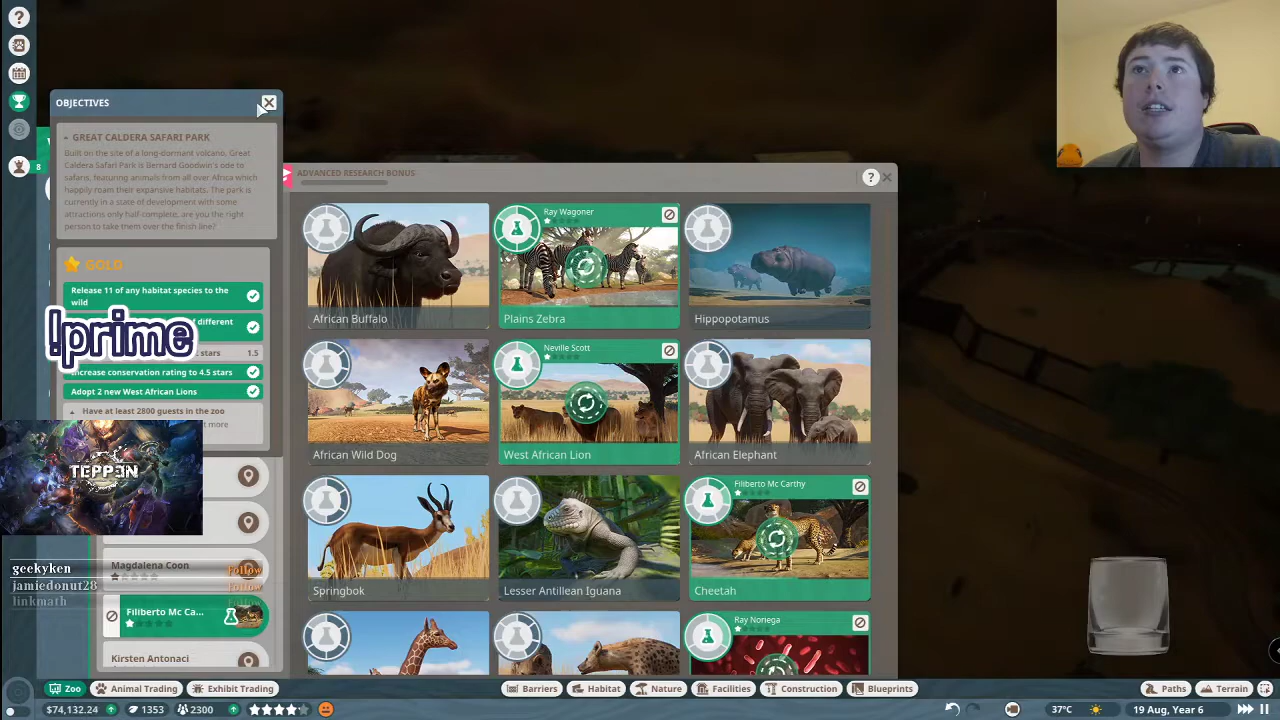 OBJECTIVES
GREAT CALDERA SAFARI PARK
Built on the site of a long-dormant volcano, Great
Caldera Safari Park is Bernard Goodwin's ode to
safaris, featuring animals from all over Africa which
happily roam their expansive habitats. The park is
currently in a state of development with some
attractions only half-complete, are you the right
person to take them over the finish line?
GOLD
Release 11 of any habitat species to the
wild
of different
!prime
stars 1.5
Increase conservation rating to 4.5 stars
Adopt 2 new West African Lions
Have at least 2800 guests in the zoo
more
TEPPEN
geekyken
jamiedonut28
linkmath
Magdalena Coon
Follow
Follow
Follow
Filiberto Mc Ca...
Kirsten Antonaci
8
ADVANCED RESEARCH BONUS
?
African Buffalo
Ray Wagoner
Plains Zebra
Hippopotamus
African Wild Dog
Neville Scott
West African Lion
African Elephant
Springbok
Lesser Antillean Iguana
Filiberto Mc Carthy
Cheetah
Ray Noriega
Zoo
Animal Trading
Exhibit Trading
Barriers
Habitat
Nature
Facilities
Construction
Blueprints
Paths
Terrain
$74,132.24
1353
2300
37°C
19 Aug, Year 6